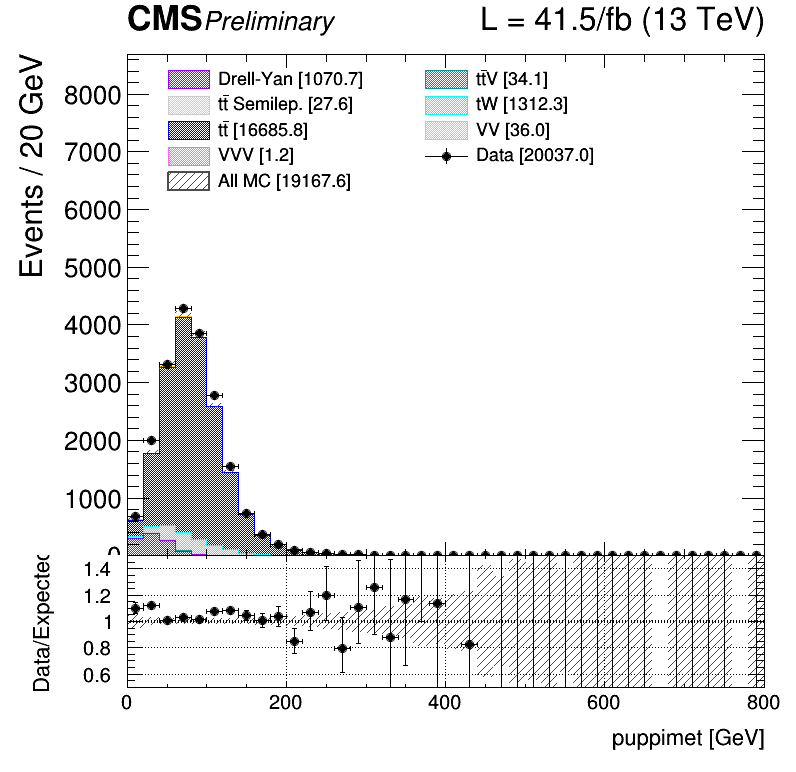 CMS Preliminary L = 41.5/fb (13 TeV)
Events / 20 GeV
8000
7000
6000
5000
4000
3000
2000
1000
0
Drell-Yan [1070.7]
tt̄ Semilep. [27.6]
tt̄ [16685.8]
VVV [1.2]
All MC [19167.6]
tt̄V [34.1]
tW [1312.3]
VV [36.0]
Data [20037.0]
Data/Expected
1.4
1.2
1
0.8
0.6
0 200 400 600 800
puppimet [GeV]